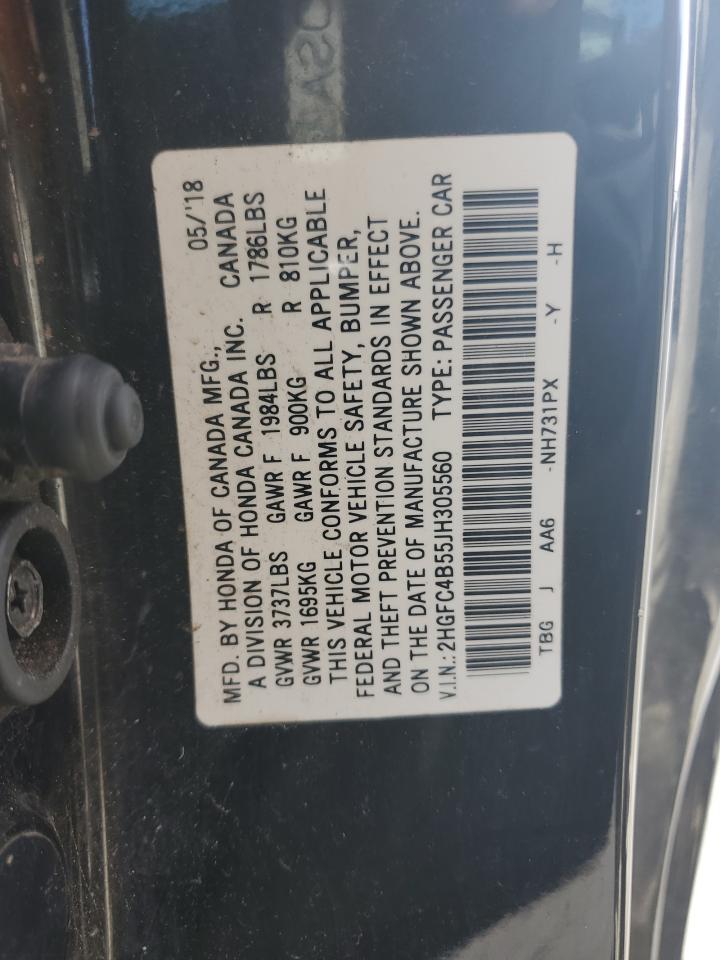 05/'18
MFD. BY HONDA OF CANADA MFG.,
A DIVISION OF HONDA CANADA INC. CANADA
GVWR 3737LBS GAWR F 1984LBS R 1786LBS
GVWR 1695KG GAWR F 900KG R 810KG
THIS VEHICLE CONFORMS TO ALL APPLICABLE
FEDERAL MOTOR VEHICLE SAFETY, BUMPER,
AND THEFT PREVENTION STANDARDS IN EFFECT
ON THE DATE OF MANUFACTURE SHOWN ABOVE.
V.I.N.: 2HGFC4B55JH305560 TYPE: PASSENGER CAR
TBG J AA6 -NH731PX -Y -H